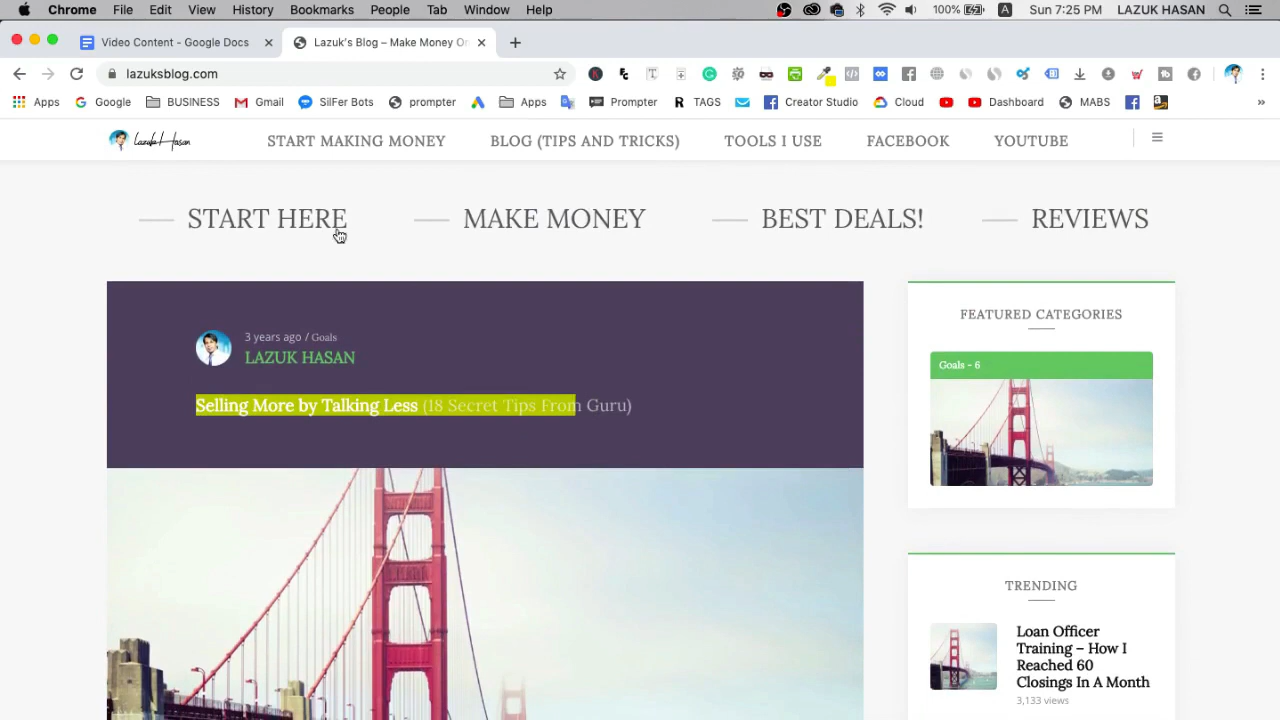 Chrome File Edit View History Bookmarks People Tab Window Help 100% A Sun 7:25 PM LAZUK HASAN
Video Content - Google Docs Lazuk's Blog – Make Money On
lazuksblog.com
Apps Google BUSINESS Gmail SilFer Bots prompter Apps Prompter R TAGS Creator Studio Cloud Dashboard MABS »
Lazuk Hasan START MAKING MONEY BLOG (TIPS AND TRICKS) TOOLS I USE FACEBOOK YOUTUBE
START HERE MAKE MONEY BEST DEALS! REVIEWS
3 years ago / Goals
LAZUK HASAN
Selling More by Talking Less (18 Secret Tips From Guru)
FEATURED CATEGORIES
Goals - 6
TRENDING
Loan Officer
Training – How I
Reached 60
Closings In A Month
3,133 views